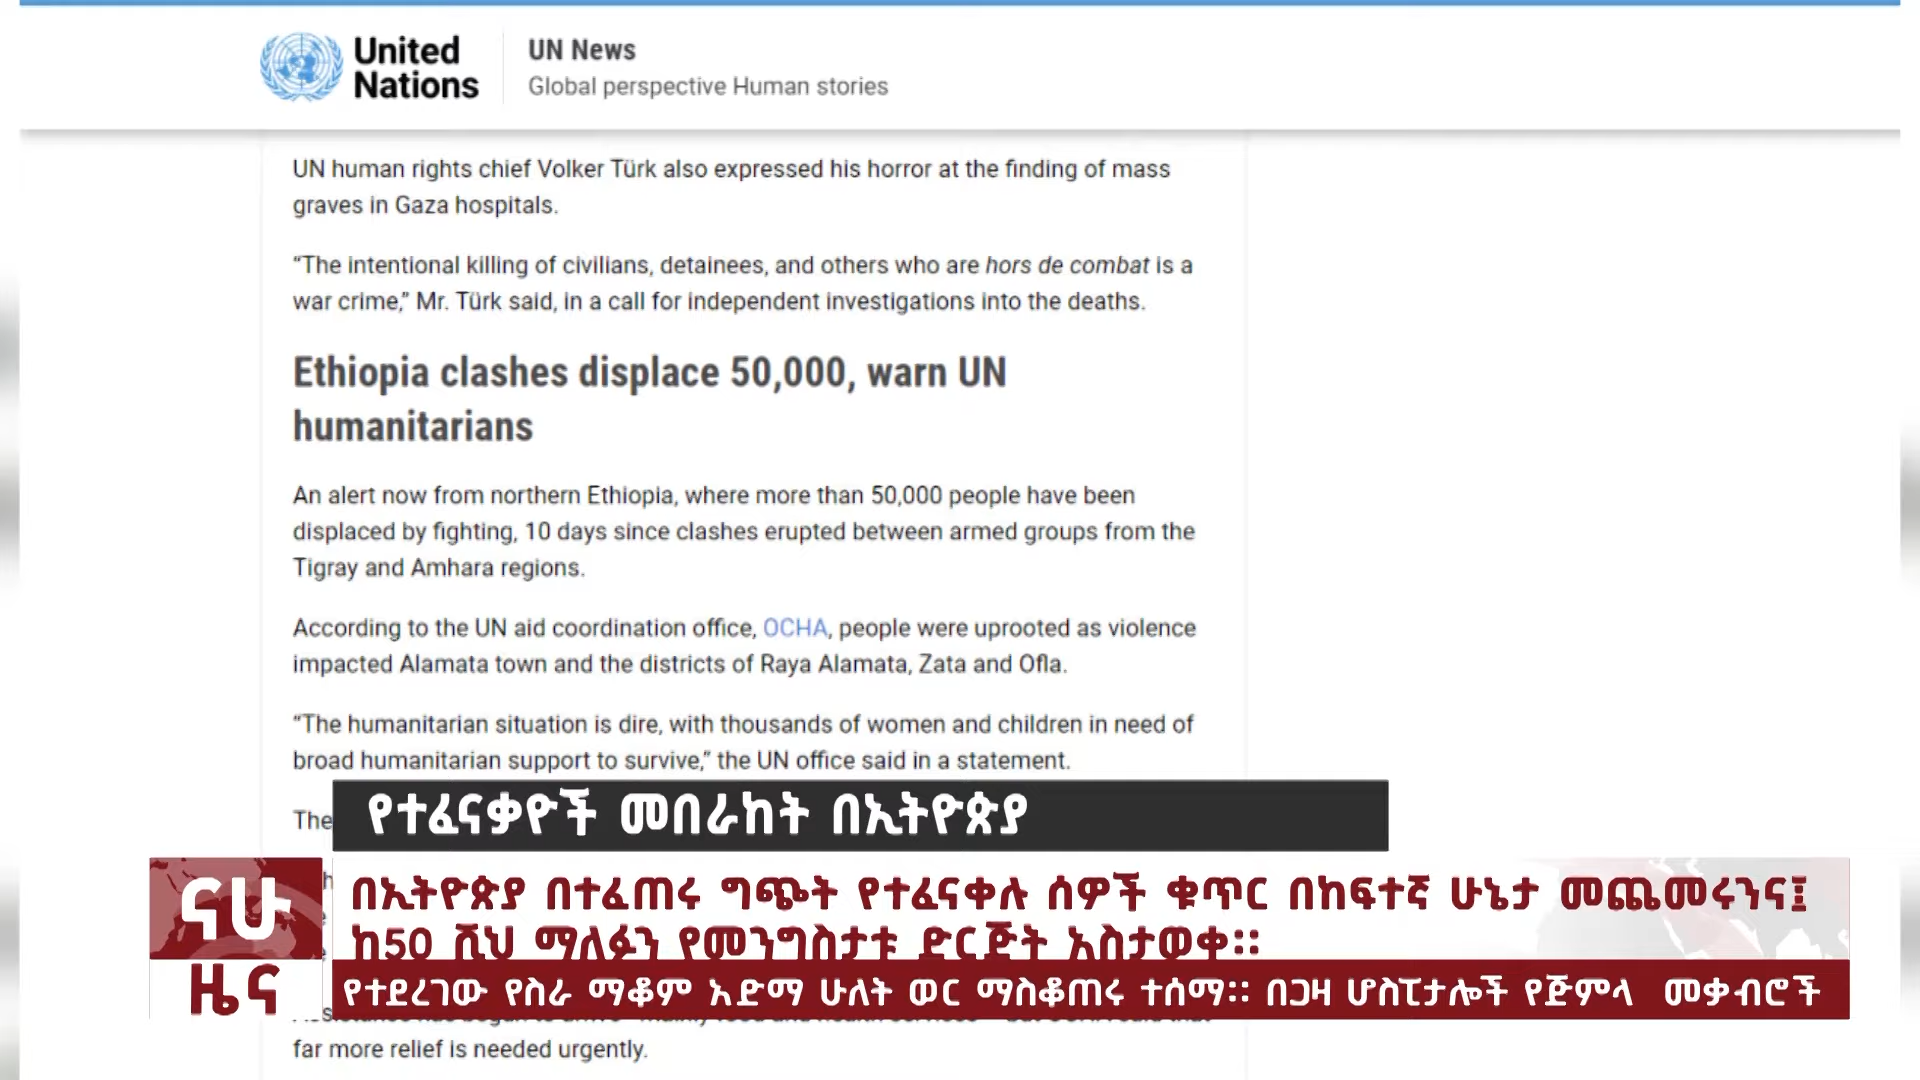 United
Nations
UN News
Global perspective Human stories
UN human rights chief Volker Türk also expressed his horror at the finding of mass
graves in Gaza hospitals.
“The intentional killing of civilians, detainees, and others who are hors de combat is a
war crime,” Mr. Türk said, in a call for independent investigations into the deaths.
Ethiopia clashes displace 50,000, warn UN
humanitarians
An alert now from northern Ethiopia, where more than 50,000 people have been
displaced by fighting, 10 days since clashes erupted between armed groups from the
Tigray and Amhara regions.
According to the UN aid coordination office, OCHA, people were uprooted as violence
impacted Alamata town and the districts of Raya Alamata, Zata and Ofla.
“The humanitarian situation is dire, with thousands of women and children in need of
broad humanitarian support to survive,” the UN office said in a statement.
The
የተፈናቃዮች መበራከት በኢትዮጵያ
ናሁ
ዜና
በኢትዮጵያ በተፈጠሩ ግጭት የተፈናቀሉ ሰዎች ቁጥር በከፍተኛ ሁኔታ መጨመሩንና፤
ከ50 ሺህ ማለፉን የመንግስታቱ ድርጅት አስታወቀ።
የተደረገው የስራ ማቆም አድማ ሁለት ወር ማስቆጠሩ ተሰማ። በጋዛ ሆስፒታሎች የጅምላ መቃብሮች
far more relief is needed urgently.